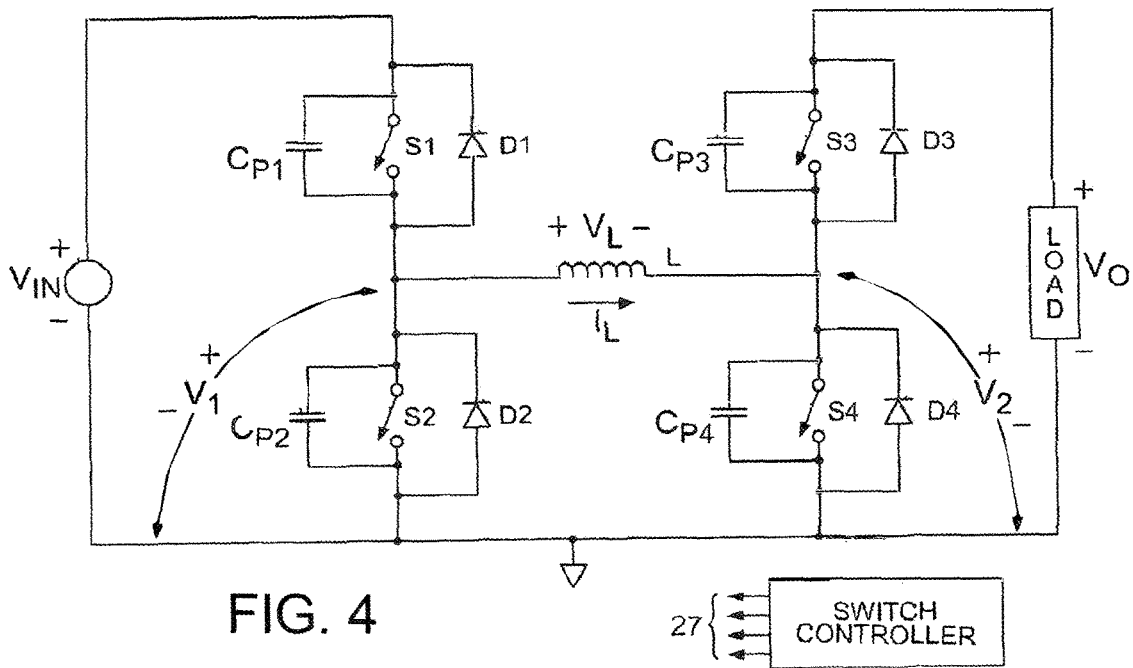 S1
D1
CP1
S3
D3
CP3
+ VL −
L
IL
+
VIN
−
+
LOAD
VO
−
+
V1
−
CP2
S2
D2
CP4
S4
D4
+
V2
−
FIG. 4
27
SWITCH
CONTROLLER